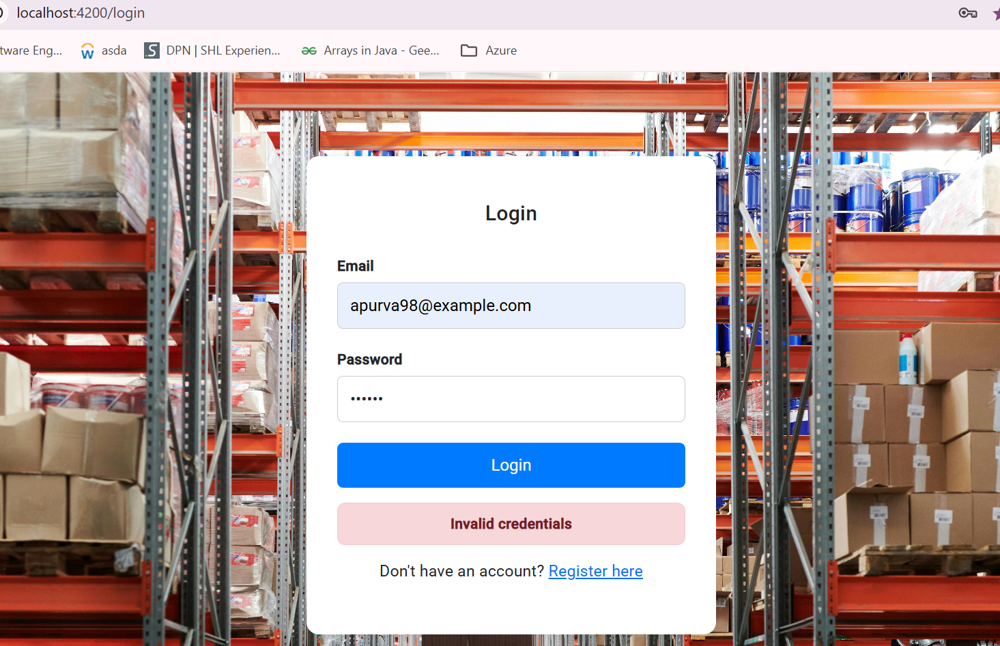 localhost:4200/login
tware Eng...
asda
DPN | SHL Experien...
Arrays in Java - Gee...
Azure
Login
Email
apurva98@example.com
Password
Login
Invalid credentials
Don't have an account? Register here